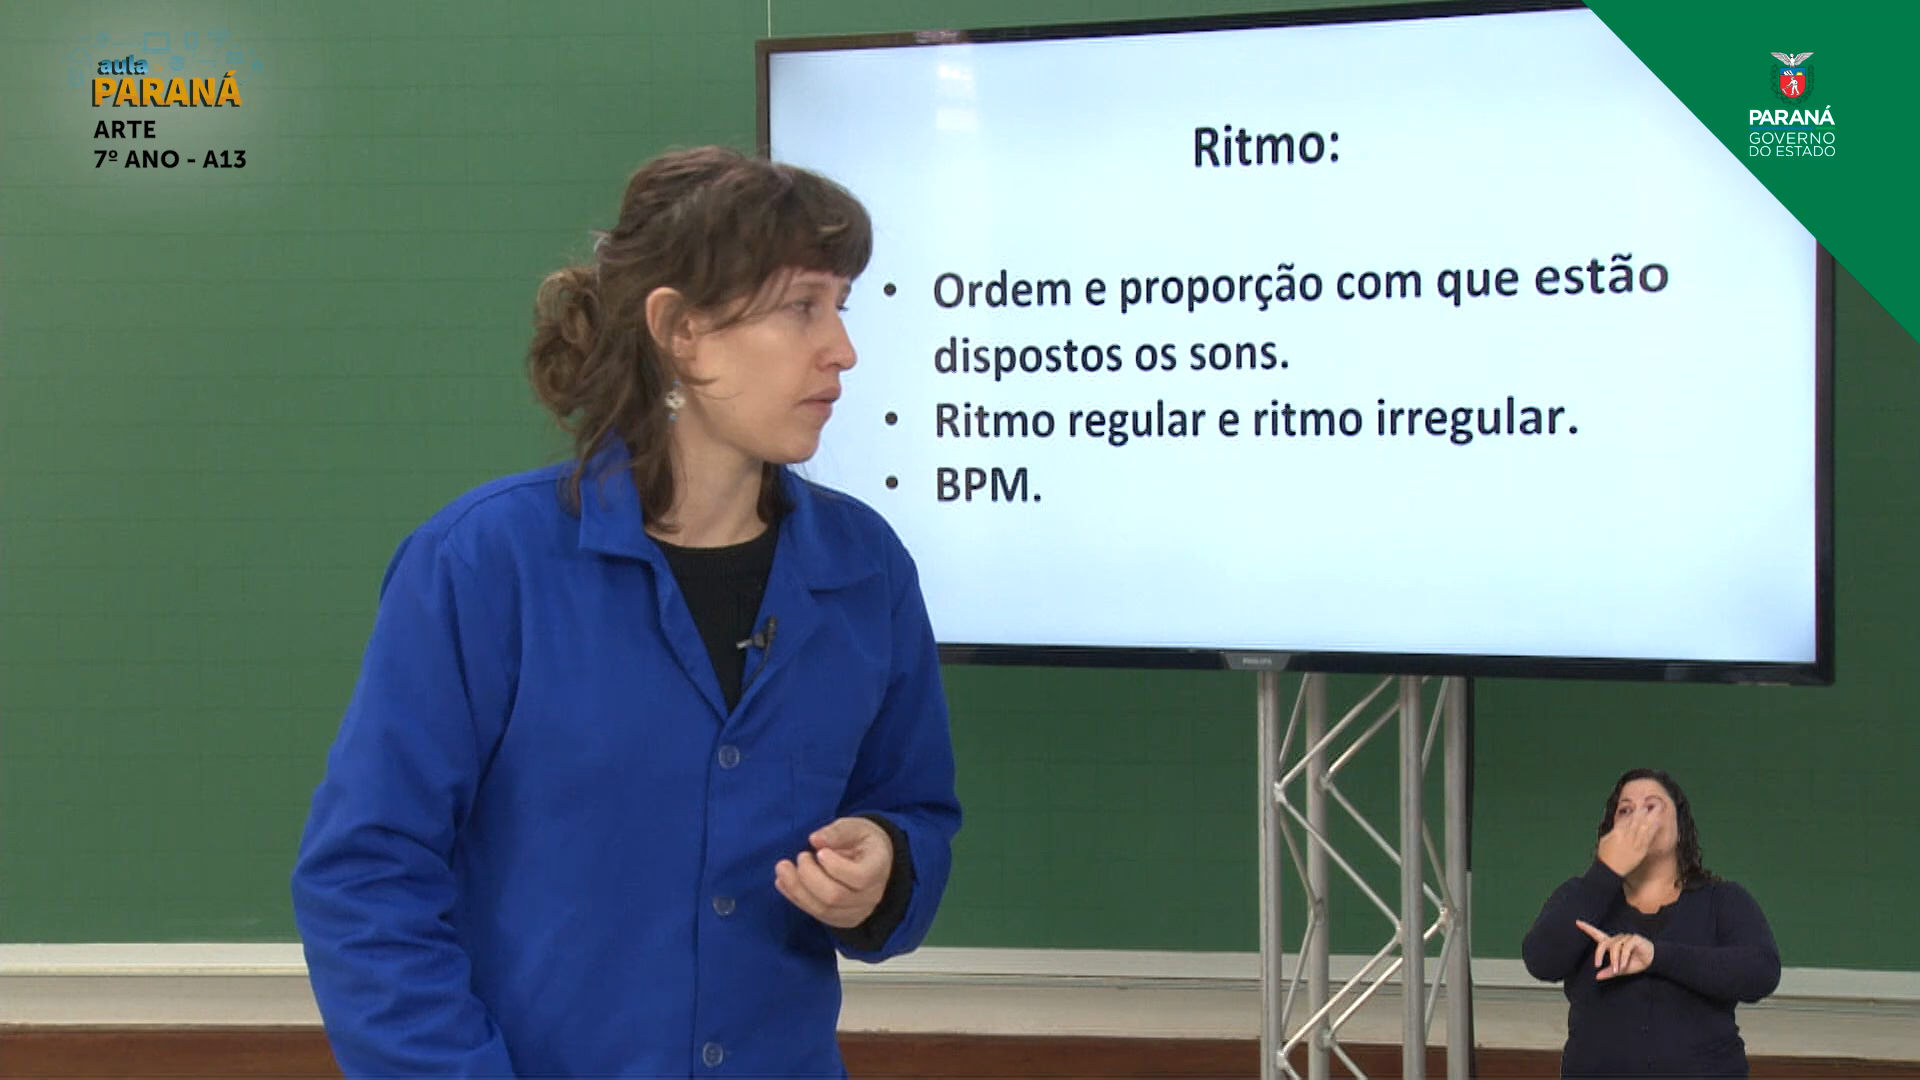 aula
PARANÁ
ARTE
7º ANO - A13
PARANÁ
GOVERNO
DO ESTADO
Ritmo:
• Ordem e proporção com que estão
dispostos os sons.
• Ritmo regular e ritmo irregular.
• BPM.
PHILIPS